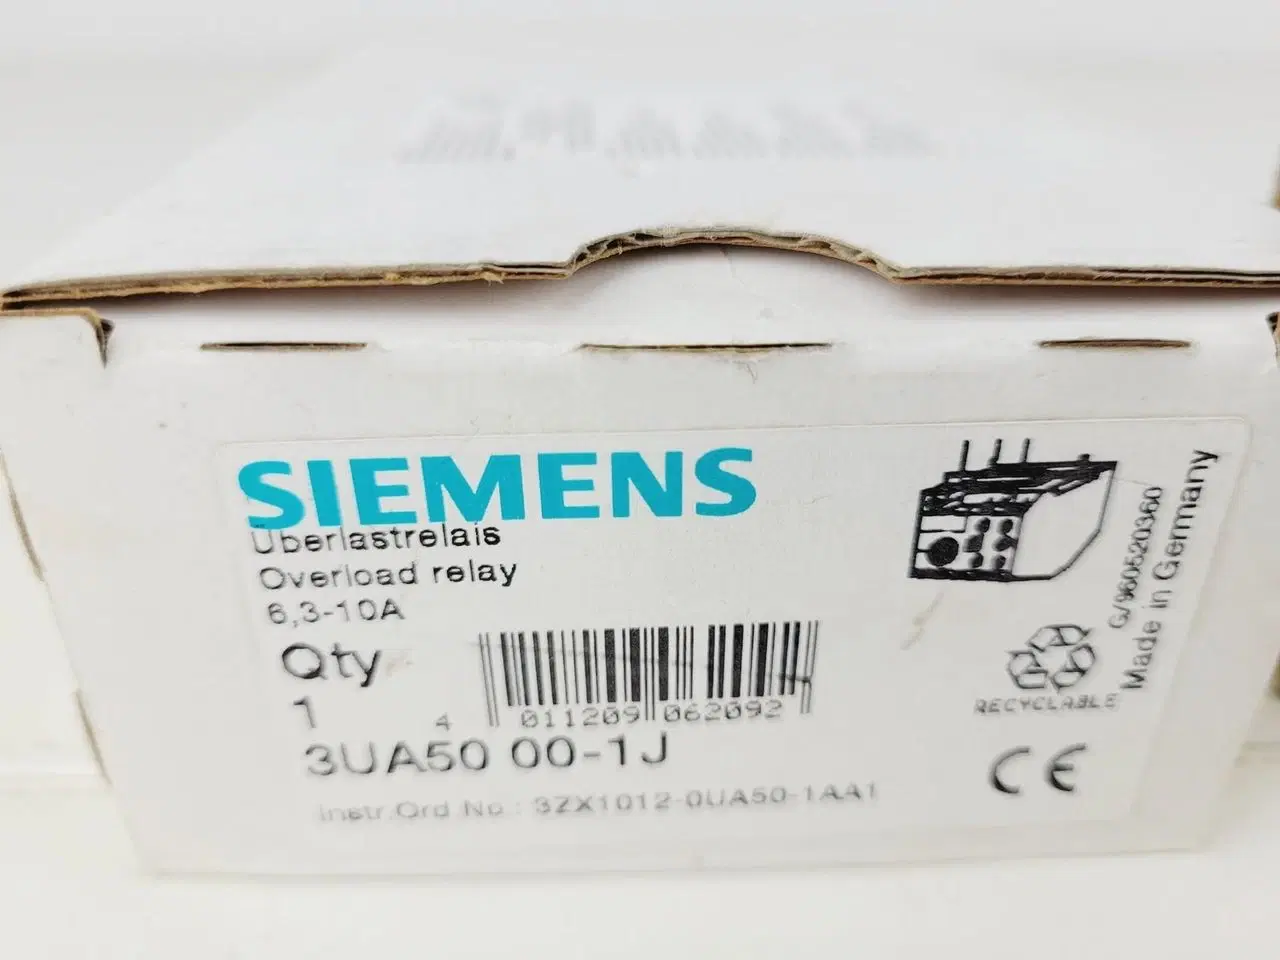 SIEMENS
Überlastrelais
Overload relay
6,3-10A
Qty
1
4 011209 062092
3UA50 00-1J
Instr.Ord No.: 3ZX1012-0UA50-1AA1
G/960520360
Made in Germany
RECYCLABLE
CE